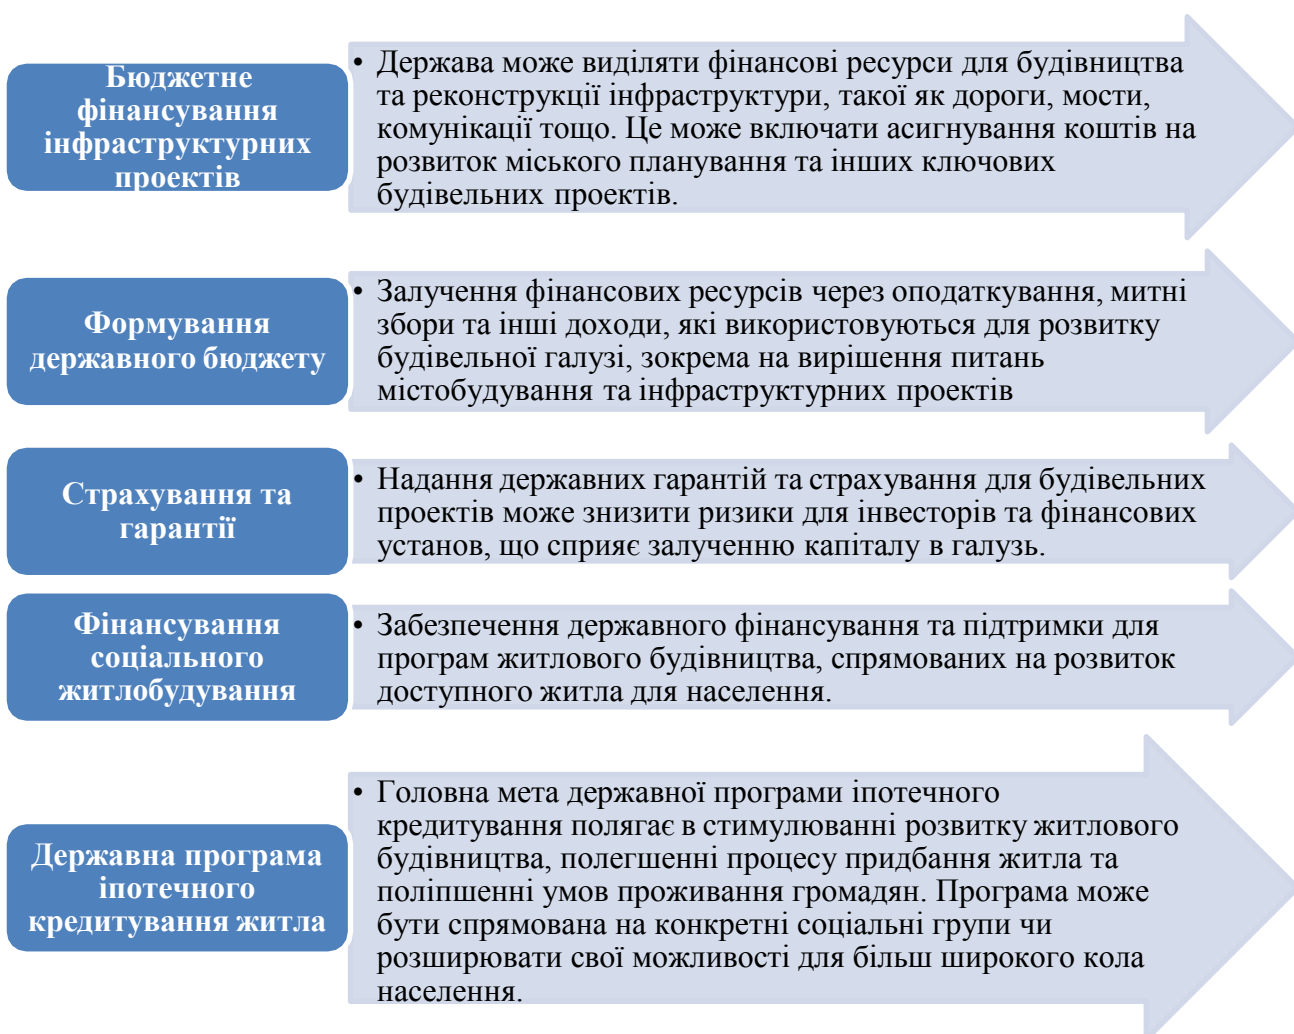 Бюджетне
фінансування
інфраструктурних
проектів
• Держава може виділяти фінансові ресурси для будівництва
та реконструкції інфраструктури, такої як дороги, мости,
комунікації тощо. Це може включати асигнування коштів на
розвиток міського планування та інших ключових
будівельних проектів.
Формування
державного бюджету
• Залучення фінансових ресурсів через оподаткування, митні
збори та інші доходи, які використовуються для розвитку
будівельної галузі, зокрема на вирішення питань
містобудування та інфраструктурних проектів
Страхування та
гарантії
• Надання державних гарантій та страхування для будівельних
проектів може знизити ризики для інвесторів та фінансових
установ, що сприяє залученню капіталу в галузь.
Фінансування
соціального
житлобудування
• Забезпечення державного фінансування та підтримки для
програм житлового будівництва, спрямованих на розвиток
доступного житла для населення.
Державна програма
іпотечного
кредитування житла
• Головна мета державної програми іпотечного
кредитування полягає в стимулюванні розвитку житлового
будівництва, полегшенні процесу придбання житла та
поліпшенні умов проживання громадян. Програма може
бути спрямована на конкретні соціальні групи чи
розширювати свої можливості для більш широкого кола
населення.